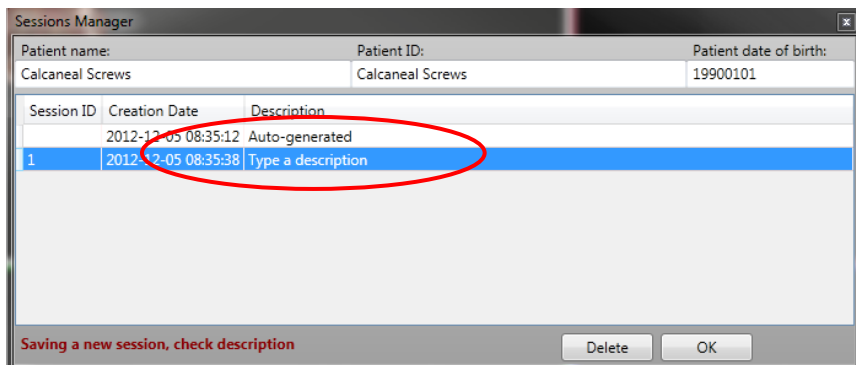 Sessions Manager
Patient name: Patient ID: Patient date of birth:
Calcaneal Screws Calcaneal Screws 19900101
Session ID Creation Date Description
2012-12-05 08:35:12 Auto-generated
1 2012-12-05 08:35:38 Type a description
Saving a new session, check description Delete OK